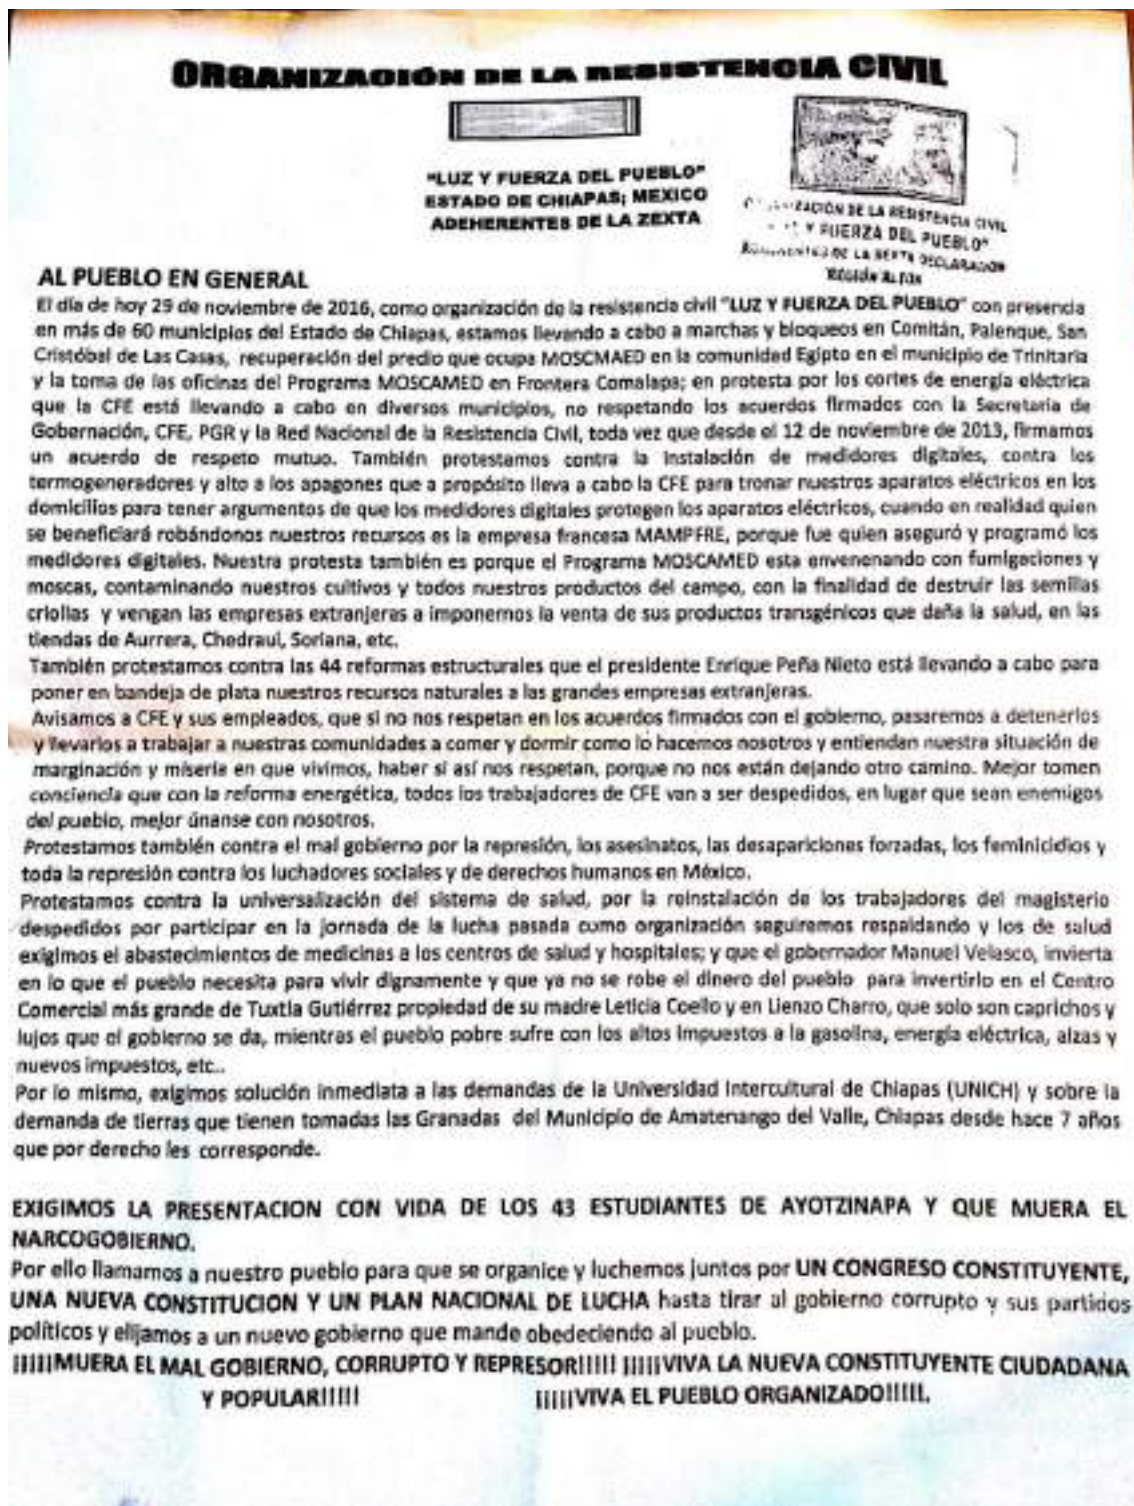 ORGANIZACIÓN DE LA RESISTENCIA CIVIL
"LUZ Y FUERZA DEL PUEBLO"
ESTADO DE CHIAPAS; MEXICO
ADEHERENTES DE LA ZEXTA
DE LA RESISTENCIA CIVIL
Y FUERZA DEL PUEBLO"
DE LA SEXTA DECLARACION
REGIÓN ALTOS
AL PUEBLO EN GENERAL
El día de hoy 29 de noviembre de 2016, como organización de la resistencia civil "LUZ Y FUERZA DEL PUEBLO" con presencia
en más de 60 municipios del Estado de Chiapas, estamos llevando a cabo a marchas y bloqueos en Comitán, Palenque, San
Cristóbal de Las Casas, recuperación del predio que ocupa MOSCMAED en la comunidad Egipto en el municipio de Trinitaria
y la toma de las oficinas del Programa MOSCAMED en Frontera Comalapa; en protesta por los cortes de energía eléctrica
que la CFE está llevando a cabo en diversos municipios, no respetando los acuerdos firmados con la Secretaria de
Gobernación, CFE, PGR y la Red Nacional de la Resistencia Civil, toda vez que desde el 12 de noviembre de 2013, firmamos
un acuerdo de respeto mutuo. También protestamos contra la instalación de medidores digitales, contra los
termogeneradores y alto a los apagones que a propósito lleva a cabo la CFE para tronar nuestros aparatos eléctricos en los
domicilios para tener argumentos de que los medidores digitales protegen los aparatos eléctricos, cuando en realidad quien
se beneficiará robándonos nuestros recursos es la empresa francesa MAMPFRE, porque fue quien aseguró y programó los
medidores digitales. Nuestra protesta también es porque el Programa MOSCAMED esta envenenando con fumigaciones y
moscas, contaminando nuestros cultivos y todos nuestros productos del campo, con la finalidad de destruir las semillas
criollas y vengan las empresas extranjeras a imponernos la venta de sus productos transgénicos que daña la salud, en las
tiendas de Aurrera, Chedraui, Soriana, etc.
También protestamos contra las 44 reformas estructurales que el presidente Enrique Peña Nieto está llevando a cabo para
poner en bandeja de plata nuestros recursos naturales a las grandes empresas extranjeras.
Avisamos a CFE y sus empleados, que si no nos respetan en los acuerdos firmados con el gobierno, pasaremos a detenerlos
y llevarlos a trabajar a nuestras comunidades a comer y dormir como lo hacemos nosotros y entiendan nuestra situación de
marginación y miseria en que vivimos, haber si así nos respetan, porque no nos están dejando otro camino. Mejor tomen
conciencia que con la reforma energética, todos los trabajadores de CFE van a ser despedidos, en lugar que sean enemigos
del pueblo, mejor únanse con nosotros.
Protestamos también contra el mal gobierno por la represión, los asesinatos, las desapariciones forzadas, los feminicidios y
toda la represión contra los luchadores sociales y de derechos humanos en México.
Protestamos contra la universalización del sistema de salud, por la reinstalación de los trabajadores del magisterio
despedidos por participar en la jornada de la lucha pasada como organización seguiremos respaldando y los de salud
exigimos el abastecimientos de medicinas a los centros de salud y hospitales; y que el gobernador Manuel Velasco, invierta
en lo que el pueblo necesita para vivir dignamente y que ya no se robe el dinero del pueblo para invertirlo en el Centro
Comercial más grande de Tuxtla Gutiérrez propiedad de su madre Leticia Coello y en Lienzo Charro, que solo son caprichos y
lujos que el gobierno se da, mientras el pueblo pobre sufre con los altos impuestos a la gasolina, energía eléctrica, alzas y
nuevos impuestos, etc..
Por lo mismo, exigimos solución inmediata a las demandas de la Universidad Intercultural de Chiapas (UNICH) y sobre la
demanda de tierras que tienen tomadas las Granadas del Municipio de Amatenango del Valle, Chiapas desde hace 7 años
que por derecho les corresponde.
EXIGIMOS LA PRESENTACION CON VIDA DE LOS 43 ESTUDIANTES DE AYOTZINAPA Y QUE MUERA EL
NARCOGOBIERNO.
Por ello llamamos a nuestro pueblo para que se organice y luchemos juntos por UN CONGRESO CONSTITUYENTE,
UNA NUEVA CONSTITUCION Y UN PLAN NACIONAL DE LUCHA hasta tirar al gobierno corrupto y sus partidos
políticos y elijamos a un nuevo gobierno que mande obedeciendo al pueblo.
¡¡¡¡¡MUERA EL MAL GOBIERNO, CORRUPTO Y REPRESOR!!!!! ¡¡¡¡¡VIVA LA NUEVA CONSTITUYENTE CIUDADANA
Y POPULAR!!!!! ¡¡¡¡¡VIVA EL PUEBLO ORGANIZADO!!!!!.